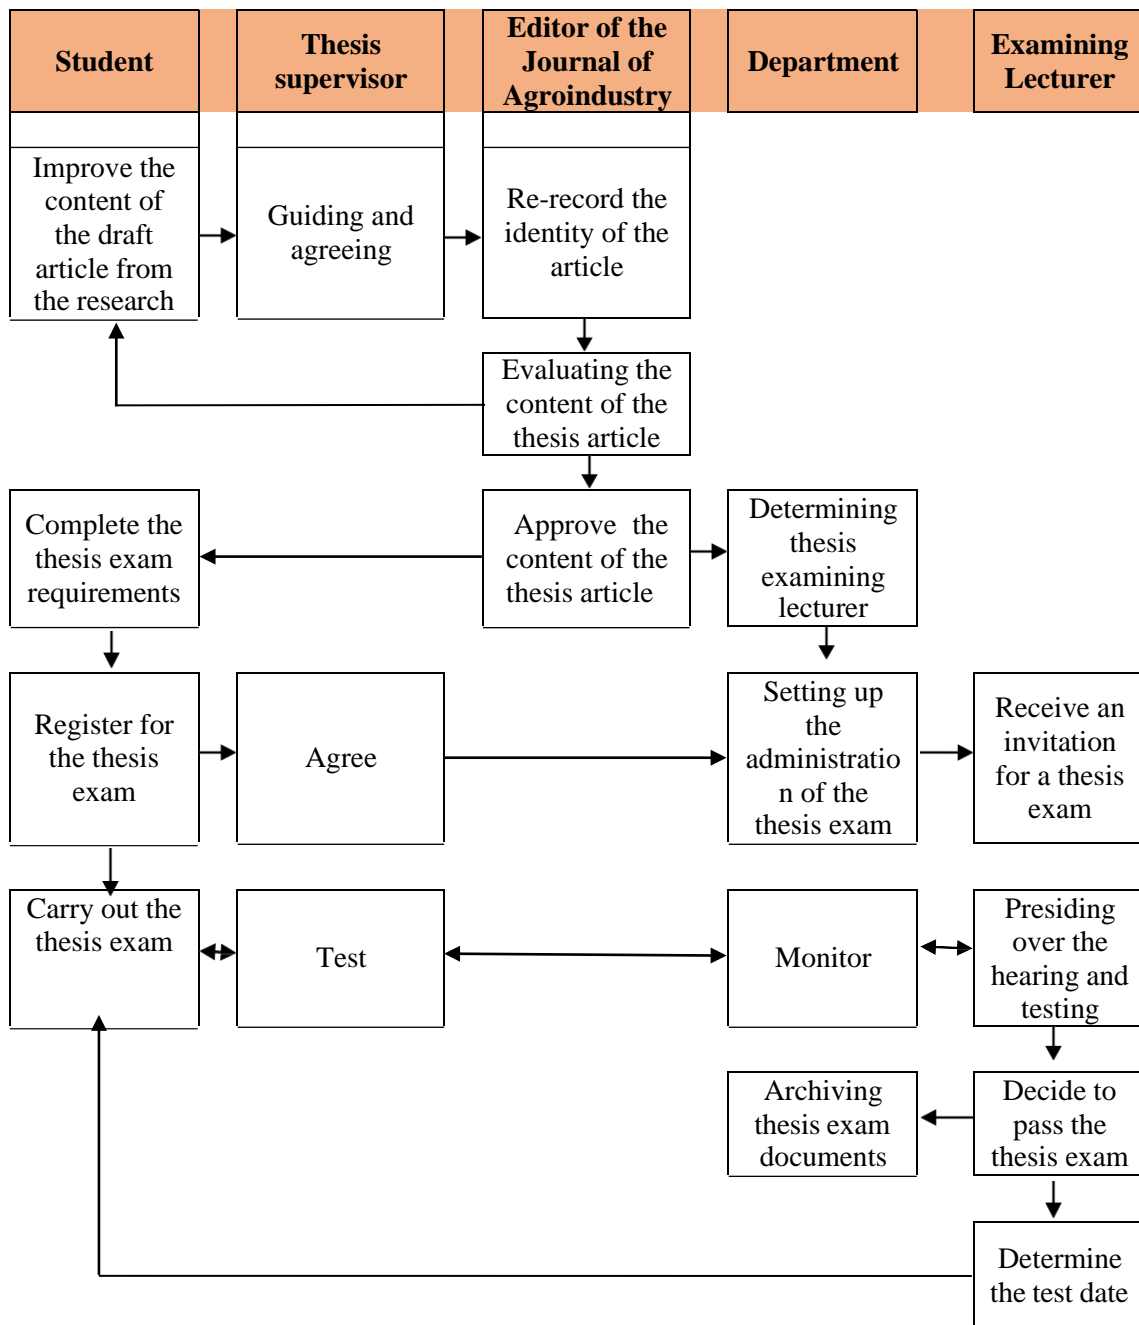 Student
Thesis
supervisor
Editor of the
Journal of
Agroindustry
Department
Examining
Lecturer
Improve the
content of
the draft
article from
the research
Guiding and
agreeing
Re-record the
identity of the
article
Evaluating the
content of the
thesis article
Complete the
thesis exam
requirements
Approve the
content of the
thesis article
Determining
thesis
examining
lecturer
Register for
the thesis
exam
Agree
Setting up
the
administratio
n of the
thesis exam
Receive an
invitation
for a thesis
exam
Carry out the
thesis exam
Test
Monitor
Presiding
over the
hearing and
testing
Archiving
thesis exam
documents
Decide to
pass the
thesis exam
Determine
the test date